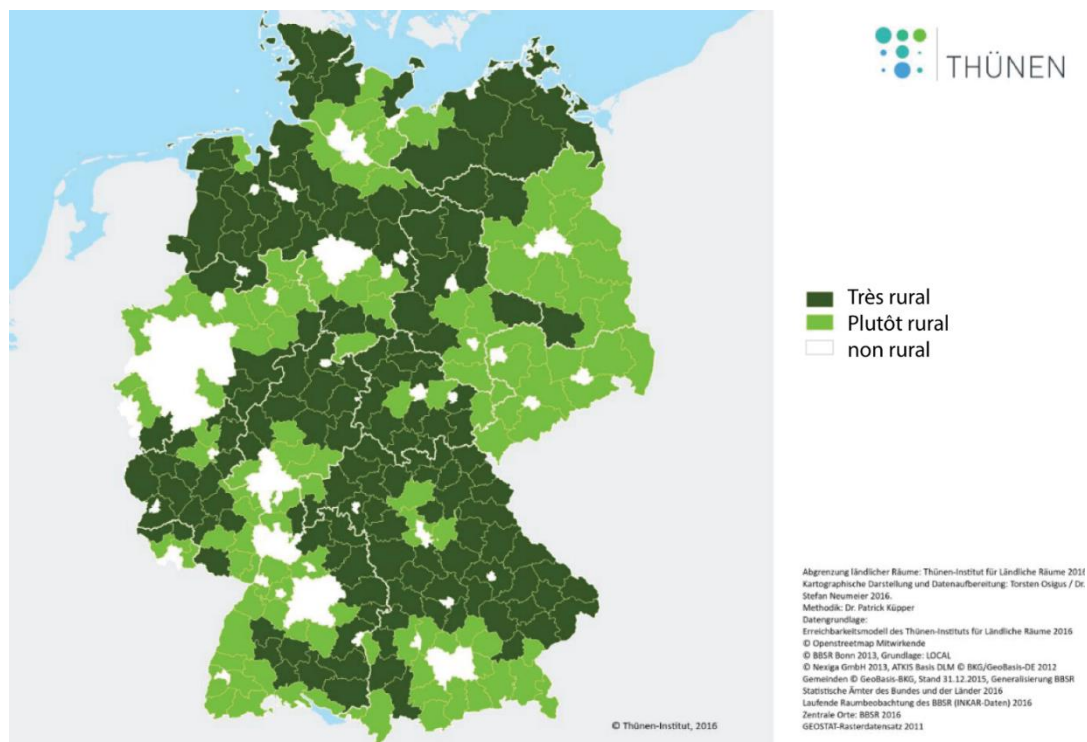 THÜNEN
Très rural
Plutôt rural
non rural
Abgrenzung ländlicher Räume: Thünen-Institut für Ländliche Räume 2016
Kartographische Darstellung und Datenaufbereitung: Torsten Osigus / Dr.
Stefan Neumeier 2016.
Methodik: Dr. Patrick Küpper
Datengrundlage:
Erreichbarkeitsmodell des Thünen-Instituts für Ländliche Räume 2016
© Openstreetmap Mitwirkende
© BBSR Bonn 2013, Grundlage: LOCAL
© Nexiga GmbH 2013, ATKIS Basis DLM © BKG/GeoBasis-DE 2012
Gemeinden © GeoBasis-BKG, Stand 31.12.2015, Generalisierung BBSR
Statistische Ämter des Bundes und der Länder 2016
Laufende Raumbeobachtung des BBSR (INKAR-Daten) 2016
Zentrale Orte: BBSR 2016
GEOSTAT-Rasterdatensatz 2011
© Thünen-Institut, 2016